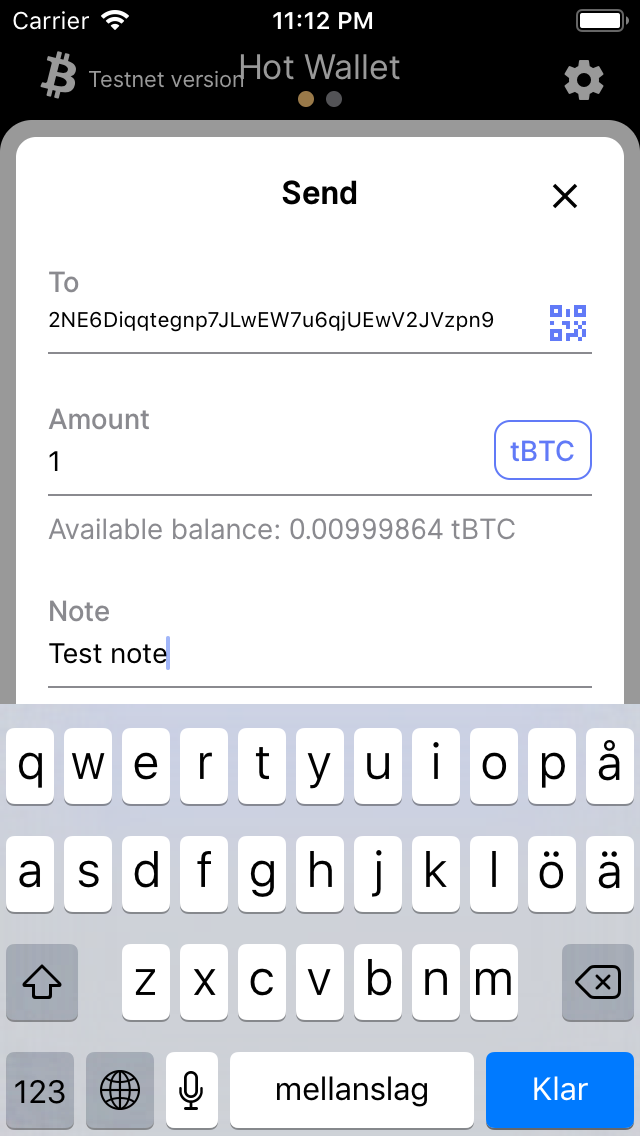 Carrier 11:12 PM
Testnet version Hot Wallet
Send
To
2NE6Diqqtegnp7JLwEW7u6qjUEwV2JVzpn9
Amount
1 tBTC
Available balance: 0.00999864 tBTC
Note
Test note
q w e r t y u i o p å
a s d f g h j k l ö ä
z x c v b n m
123 mellanslag Klar